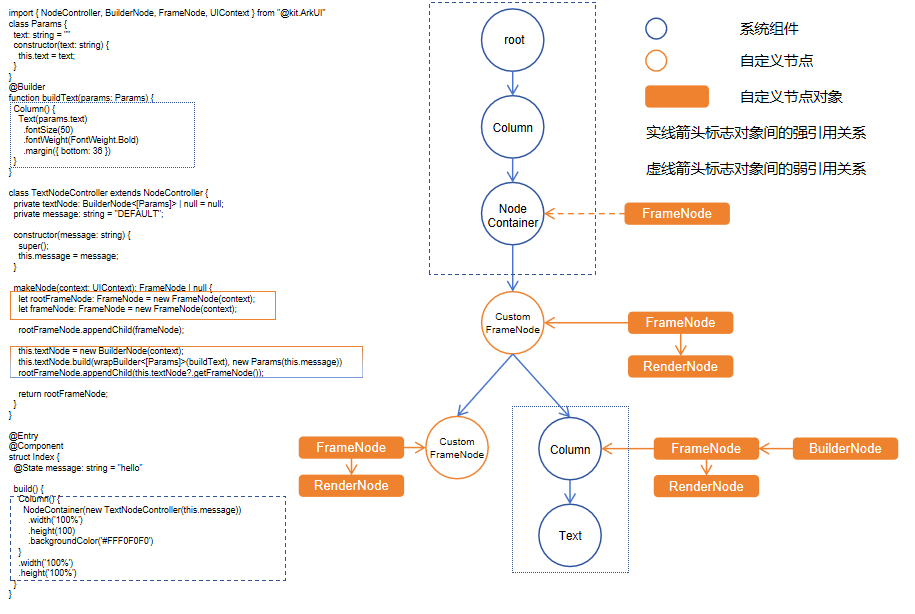 import { NodeController, BuilderNode, FrameNode, UIContext } from "@kit.ArkUI"
class Params {
  text: string = ""
  constructor(text: string) {
    this.text = text;
  }
}
@Builder
function buildText(params: Params) {
  Column() {
    Text(params.text)
      .fontSize(50)
      .fontWeight(FontWeight.Bold)
      .margin({ bottom: 36 })
  }
}
class TextNodeController extends NodeController {
  private textNode: BuilderNode<[Params]> | null = null;
  private message: string = "DEFAULT";
  constructor(message: string) {
    super();
    this.message = message;
  }
  makeNode(context: UIContext): FrameNode | null {
    let rootFrameNode: FrameNode = new FrameNode(context);
    let frameNode: FrameNode = new FrameNode(context);
    rootFrameNode.appendChild(frameNode);
    this.textNode = new BuilderNode(context);
    this.textNode.build(wrapBuilder<[Params]>(buildText), new Params(this.message))
    rootFrameNode.appendChild(this.textNode?.getFrameNode());
    return rootFrameNode;
  }
}
@Entry
@Component
struct Index {
  @State message: string = "hello"
  build() {
    Column() {
      NodeContainer(new TextNodeController(this.message))
        .width('100%')
        .height(100)
        .backgroundColor('#FFF0F0F0')
    }
    .width('100%')
    .height('100%')
  }
}
root
Column
Node
Container
FrameNode
Custom
FrameNode
FrameNode
RenderNode
FrameNode
RenderNode
Custom
FrameNode
Column
FrameNode
BuilderNode
RenderNode
Text
系统组件
自定义节点
自定义节点对象
实线箭头标志对象间的强引用关系
虚线箭头标志对象间的弱引用关系